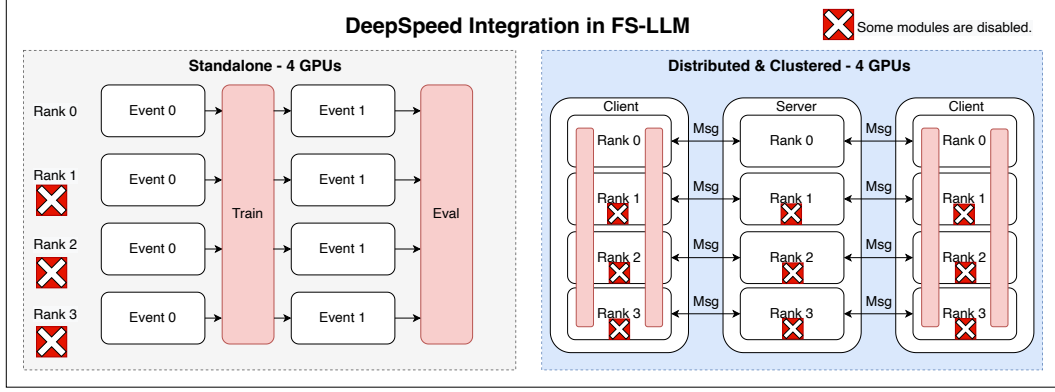 DeepSpeed Integration in FS-LLM
Some modules are disabled.
Standalone - 4 GPUs
Rank 0
Event 0
Event 1
Rank 1
Event 0
Event 1
Train
Eval
Rank 2
Event 0
Event 1
Rank 3
Event 0
Event 1
Distributed & Clustered - 4 GPUs
Client
Server
Client
Rank 0
Msg
Rank 0
Msg
Rank 0
Rank 1
Msg
Rank 1
Msg
Rank 1
Rank 2
Msg
Rank 2
Msg
Rank 2
Rank 3
Msg
Rank 3
Msg
Rank 3